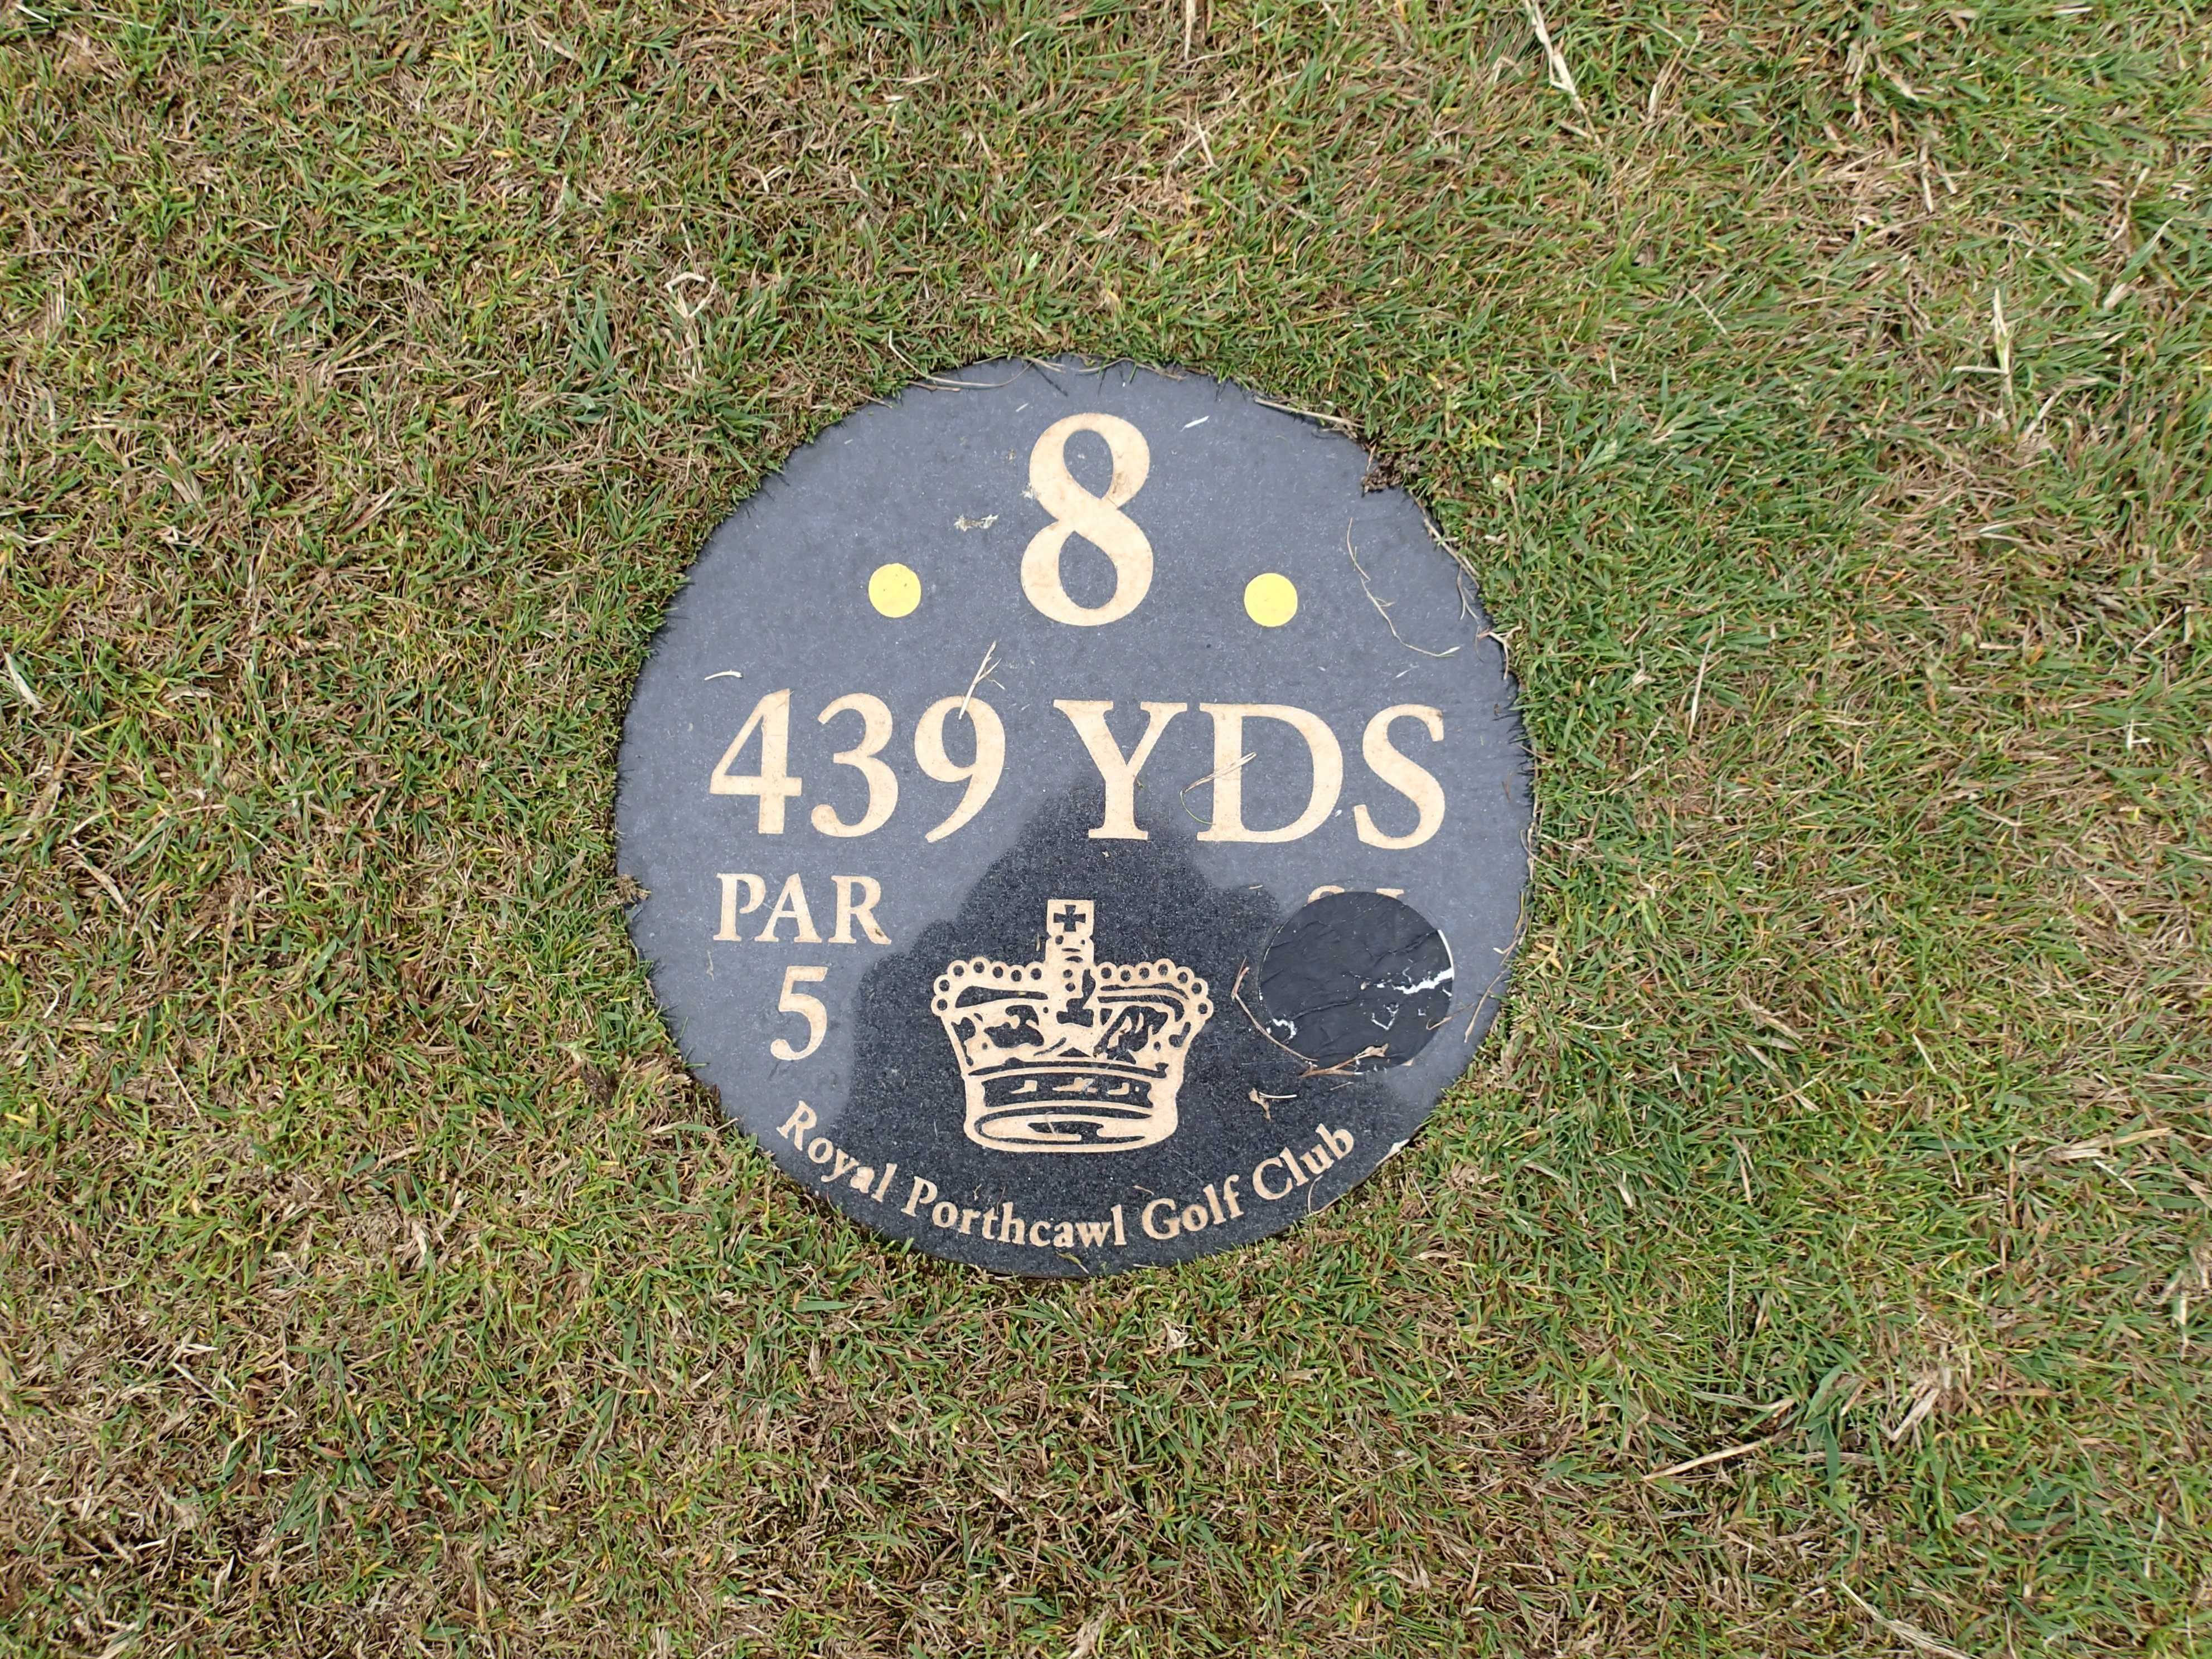 8
439 YDS
PAR
5
Royal Porthcawl Golf Club